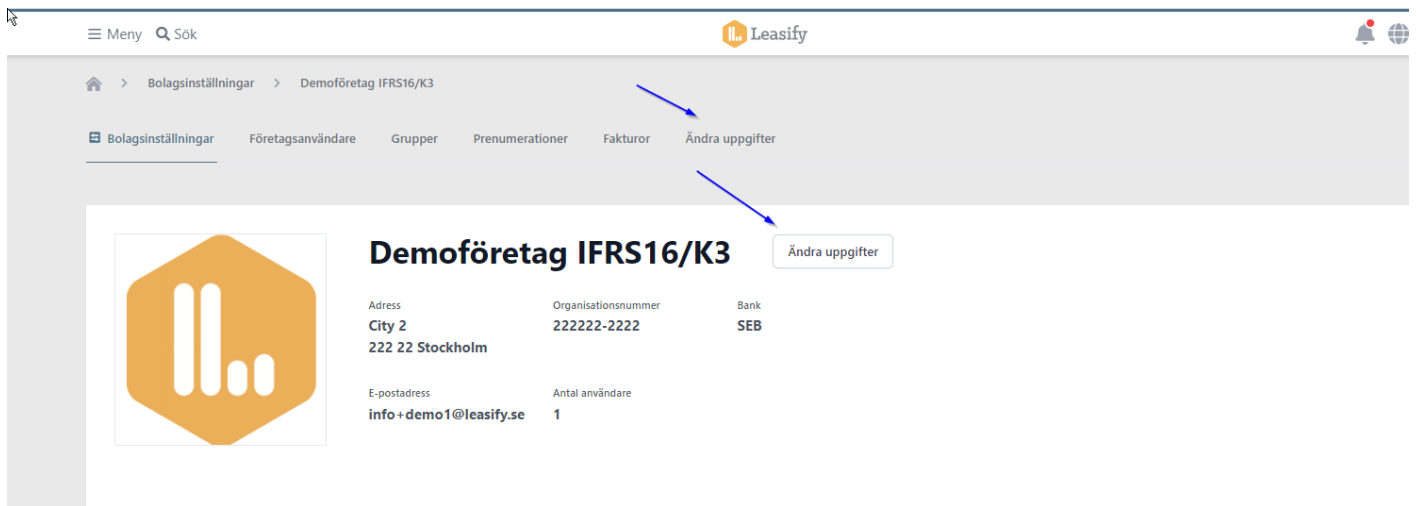 Meny Sök Leasify
Bolagsinställningar > Demoföretag IFRS16/K3
Bolagsinställningar Företagsanvändare Grupper Prenumerationer Fakturor Ändra uppgifter
Demoföretag IFRS16/K3 Ändra uppgifter
Adress Organisationsnummer Bank
City 2 222222-2222 SEB
222 22 Stockholm
E-postadress Antal användare
info+demo1@leasify.se 1